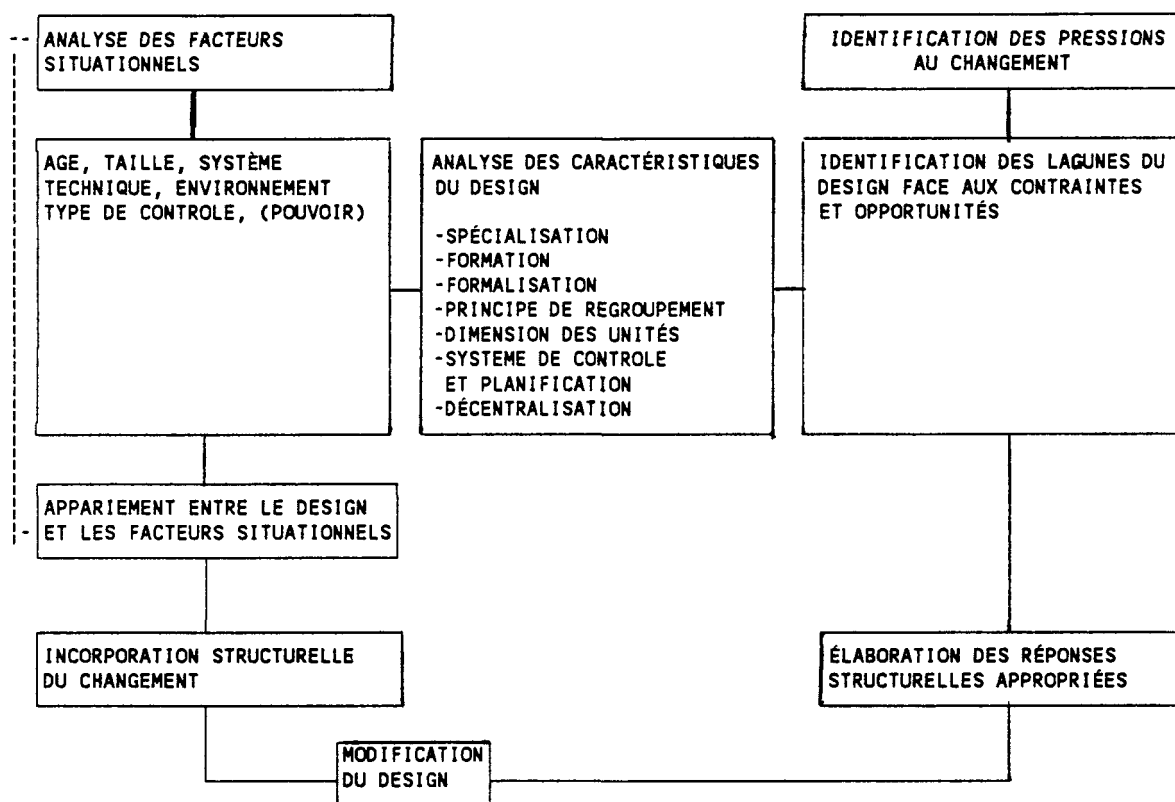 ANALYSE DES FACTEURS
SITUATIONNELS
IDENTIFICATION DES PRESSIONS
AU CHANGEMENT
AGE, TAILLE, SYSTÈME
TECHNIQUE, ENVIRONNEMENT
TYPE DE CONTROLE, (POUVOIR)
ANALYSE DES CARACTÉRISTIQUES
DU DESIGN
-SPÉCIALISATION
-FORMATION
-FORMALISATION
-PRINCIPE DE REGROUPEMENT
-DIMENSION DES UNITÉS
-SYSTEME DE CONTROLE
ET PLANIFICATION
-DÉCENTRALISATION
IDENTIFICATION DES LAGUNES DU
DESIGN FACE AUX CONTRAINTES
ET OPPORTUNITÉS
APPARIEMENT ENTRE LE DESIGN
ET LES FACTEURS SITUATIONNELS
INCORPORATION STRUCTURELLE
DU CHANGEMENT
ÉLABORATION DES RÉPONSES
STRUCTURELLES APPROPRIÉES
MODIFICATION
DU DESIGN